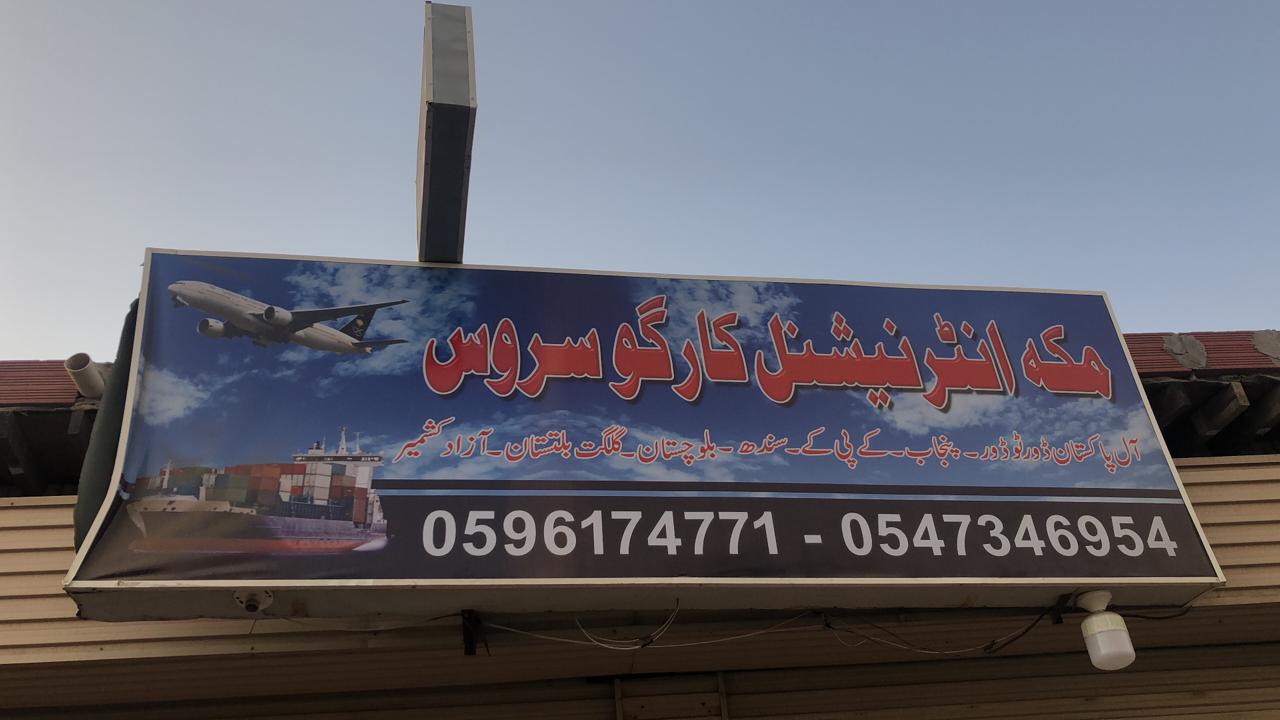 مکہ انٹرنیشنل کارگو سروس
آل پاکستان ڈور ٹو ڈور ۔ پنجاب ۔ کے پی کے ۔ سندھ ۔ بلوچستان ۔ گلگت بلتستان ۔ آزاد کشمیر
0596174771 - 0547346954